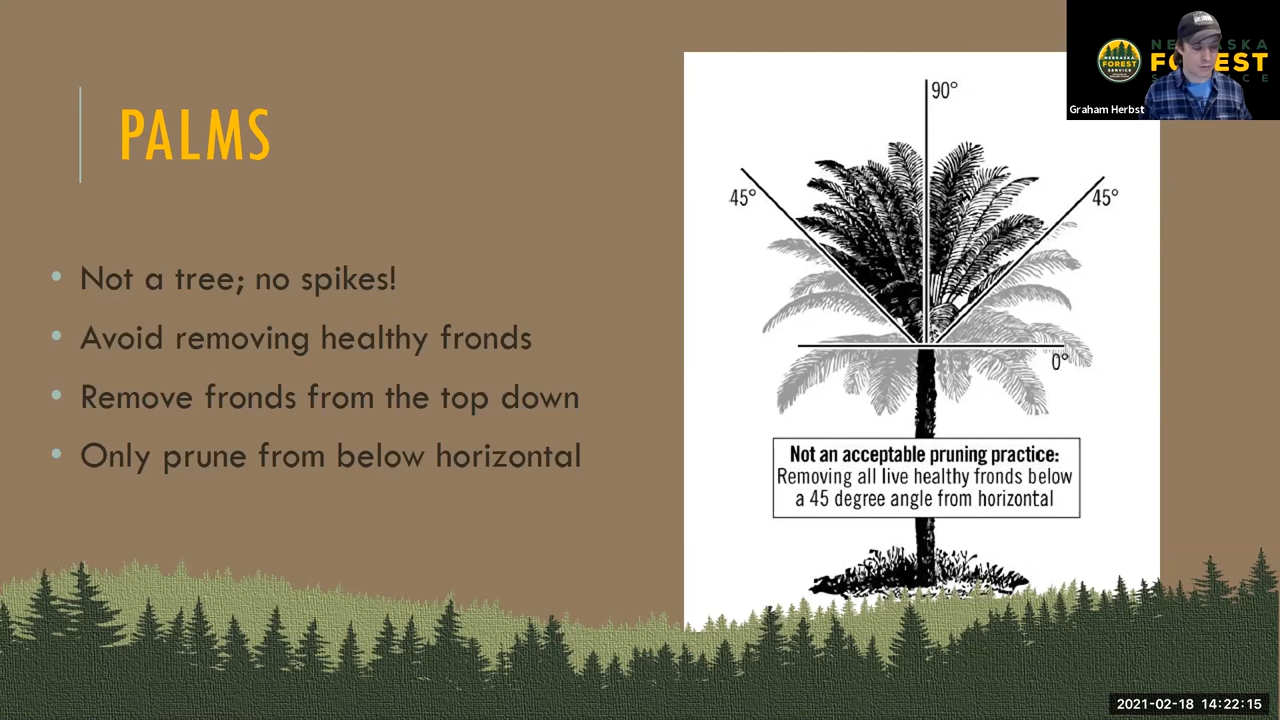 PALMS
Not a tree; no spikes!
Avoid removing healthy fronds
Remove fronds from the top down
Only prune from below horizontal
90°
45°
45°
0°
Not an acceptable pruning practice:
Removing all live healthy fronds below
a 45 degree angle from horizontal
Graham Herbst
NEBRASKA
FOREST
2021-02-18 14:22:15